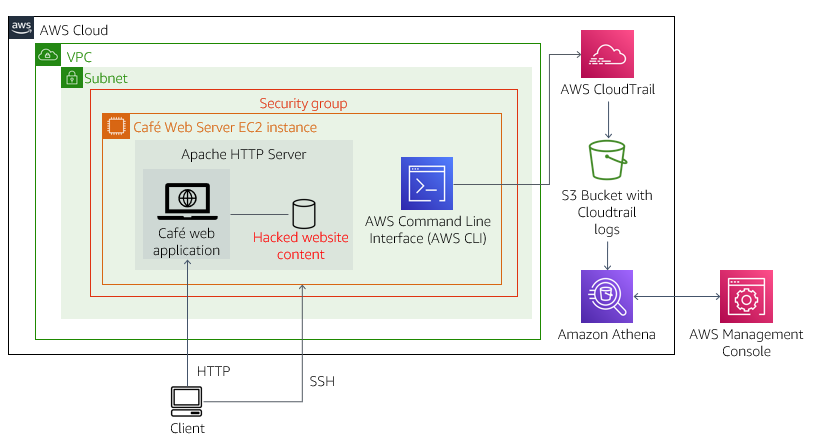 aws
AWS Cloud
VPC
Subnet
Security group
Café Web Server EC2 instance
Apache HTTP Server
Café web
application
Hacked website
content
AWS Command Line
Interface (AWS CLI)
AWS CloudTrail
S3 Bucket with
Cloudtrail
logs
Amazon Athena
AWS Management
Console
HTTP
SSH
Client